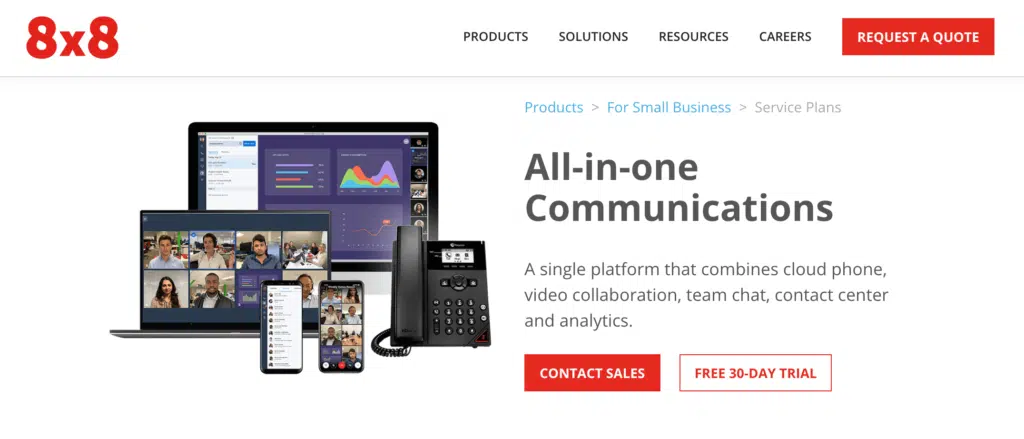 8x8
PRODUCTS
SOLUTIONS
RESOURCES
CAREERS
REQUEST A QUOTE
Products > For Small Business > Service Plans
All-in-one
Communications
A single platform that combines cloud phone,
video collaboration, team chat, contact center
and analytics.
CONTACT SALES
FREE 30-DAY TRIAL